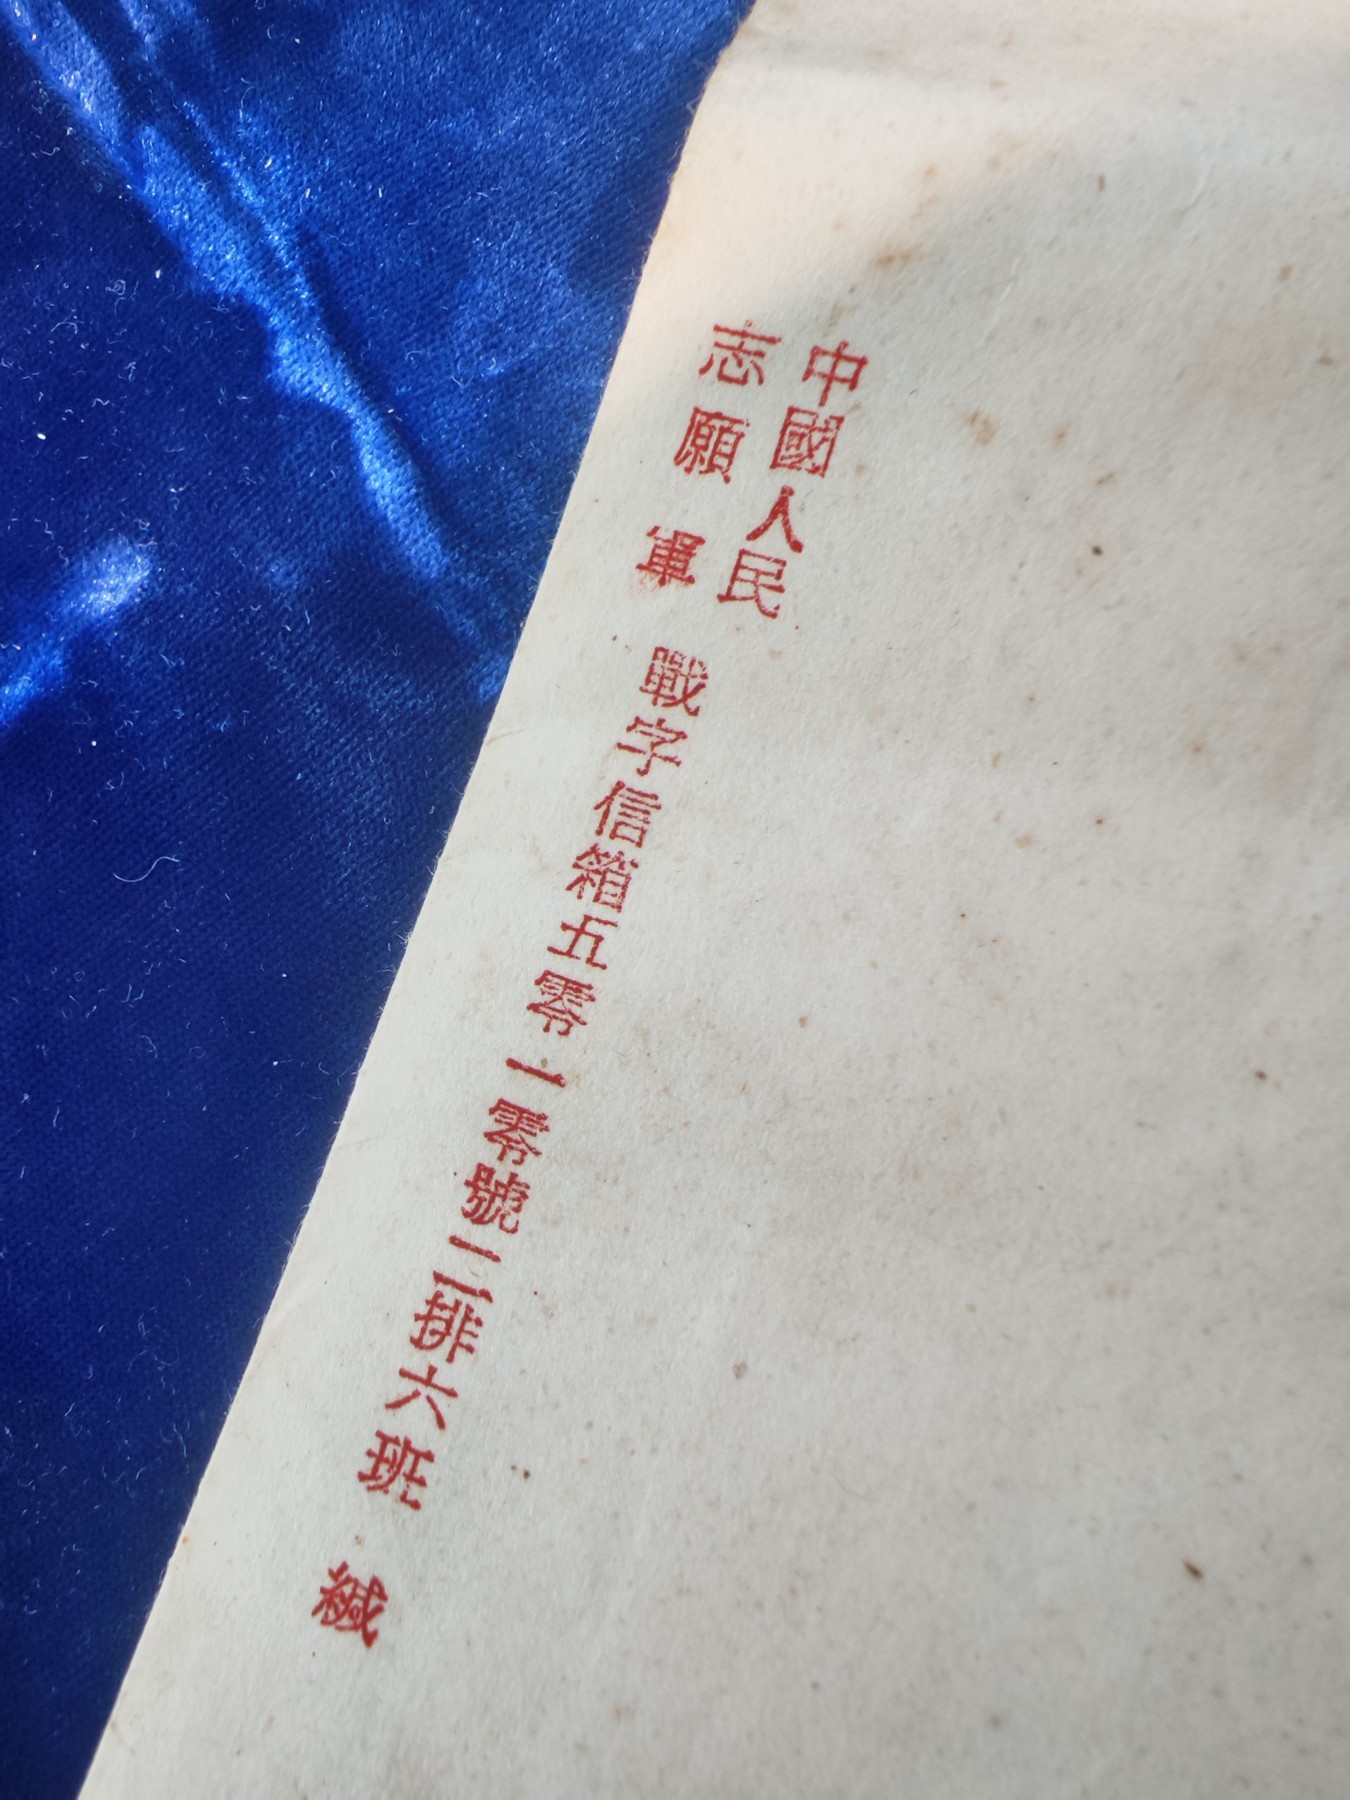 中國人民
志願軍
戰字信箱五零一零號二排六班 緘